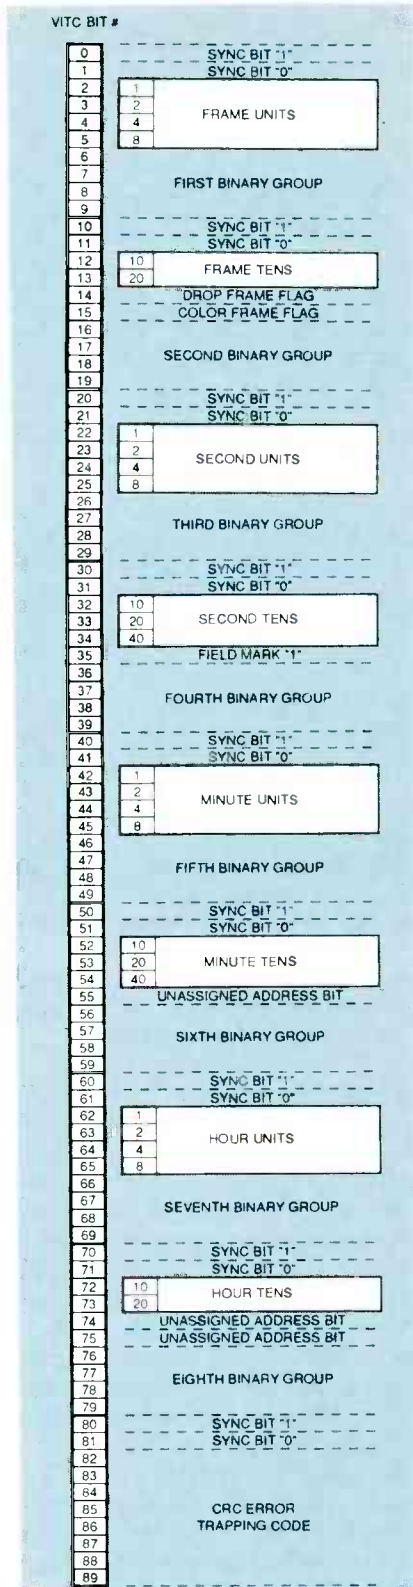 VITC BIT #
0 SYNC BIT "1"
1 SYNC BIT "0"
2 1
3 2 FRAME UNITS
4 4
5 8
6
7 FIRST BINARY GROUP
8
9
10 SYNC BIT "1"
11 SYNC BIT "0"
12 10 FRAME TENS
13 20
14 DROP FRAME FLAG
15 COLOR FRAME FLAG
16
17 SECOND BINARY GROUP
18
19
20 SYNC BIT "1"
21 SYNC BIT "0"
22 1
23 2 SECOND UNITS
24 4
25 8
26
27 THIRD BINARY GROUP
28
29
30 SYNC BIT "1"
31 SYNC BIT "0"
32 10
33 20 SECOND TENS
34 40
35 FIELD MARK "1"
36
37 FOURTH BINARY GROUP
38
39
40 SYNC BIT "1"
41 SYNC BIT "0"
42 1
43 2 MINUTE UNITS
44 4
45 8
46
47 FIFTH BINARY GROUP
48
49
50 SYNC BIT "1"
51 SYNC BIT "0"
52 10
53 20 MINUTE TENS
54 40
55 UNASSIGNED ADDRESS BIT
56
57 SIXTH BINARY GROUP
58
59
60 SYNC BIT "1"
61 SYNC BIT "0"
62 1
63 2 HOUR UNITS
64 4
65 8
66
67 SEVENTH BINARY GROUP
68
69
70 SYNC BIT "1"
71 SYNC BIT "0"
72 10 HOUR TENS
73 20
74 UNASSIGNED ADDRESS BIT
75 UNASSIGNED ADDRESS BIT
76
77 EIGHTH BINARY GROUP
78
79
80 SYNC BIT "1"
81 SYNC BIT "0"
82
83
84
85 CRC ERROR
86 TRAPPING CODE
87
88
89